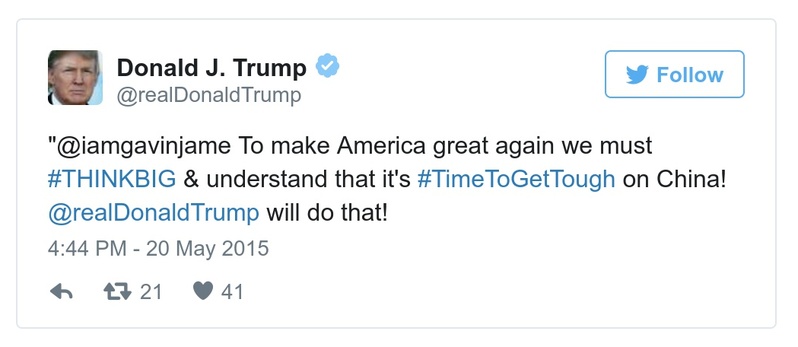 Donald J. Trump
@realDonaldTrump
Follow
"@iamgavinjame To make America great again we must
#THINKBIG & understand that it's #TimeToGetTough on China!
@realDonaldTrump will do that!
4:44 PM - 20 May 2015
21 41